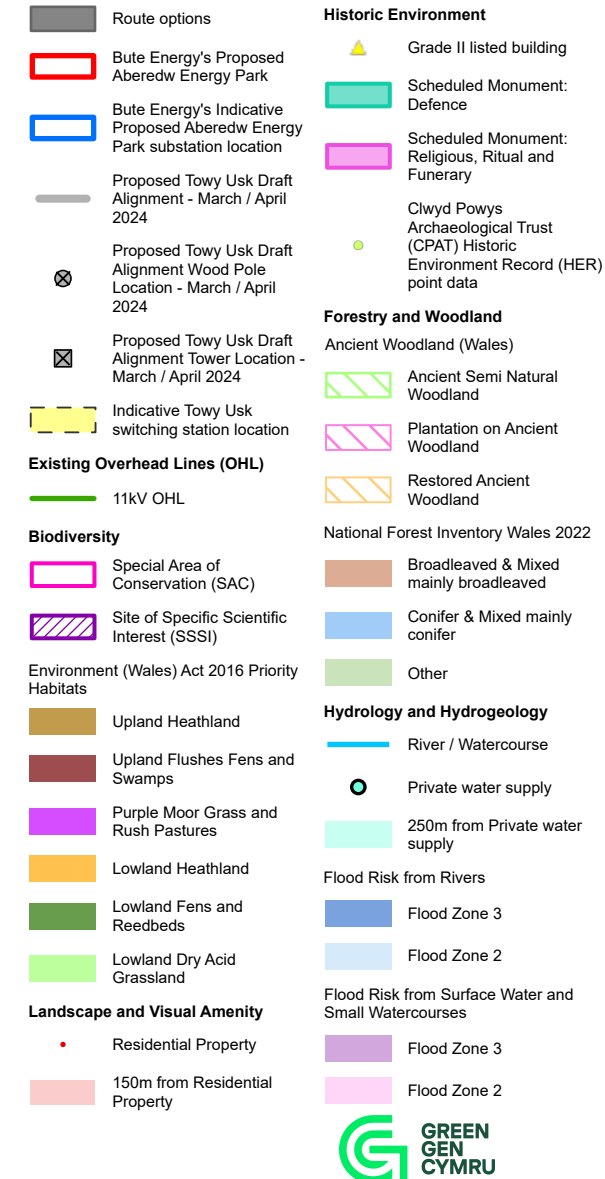 Route options
Bute Energy's Proposed
Aberedw Energy Park
Bute Energy's Indicative
Proposed Aberedw Energy
Park substation location
Proposed Towy Usk Draft
Alignment - March / April
2024
Proposed Towy Usk Draft
Alignment Wood Pole
Location - March / April
2024
Proposed Towy Usk Draft
Alignment Tower Location -
March / April 2024
Indicative Towy Usk
switching station location
Existing Overhead Lines (OHL)
11kV OHL
Biodiversity
Special Area of
Conservation (SAC)
Site of Specific Scientific
Interest (SSSI)
Environment (Wales) Act 2016 Priority
Habitats
Upland Heathland
Upland Flushes Fens and
Swamps
Purple Moor Grass and
Rush Pastures
Lowland Heathland
Lowland Fens and
Reedbeds
Lowland Dry Acid
Grassland
Landscape and Visual Amenity
Residential Property
150m from Residential
Property
Historic Environment
Grade II listed building
Scheduled Monument:
Defence
Scheduled Monument:
Religious, Ritual and
Funerary
Clwyd Powys
Archaeological Trust
(CPAT) Historic
Environment Record (HER)
point data
Forestry and Woodland
Ancient Woodland (Wales)
Ancient Semi Natural
Woodland
Plantation on Ancient
Woodland
Restored Ancient
Woodland
National Forest Inventory Wales 2022
Broadleaved & Mixed
mainly broadleaved
Conifer & Mixed mainly
conifer
Other
Hydrology and Hydrogeology
River / Watercourse
Private water supply
250m from Private water
supply
Flood Risk from Rivers
Flood Zone 3
Flood Zone 2
Flood Risk from Surface Water and
Small Watercourses
Flood Zone 3
Flood Zone 2
GREEN
GEN
CYMRU